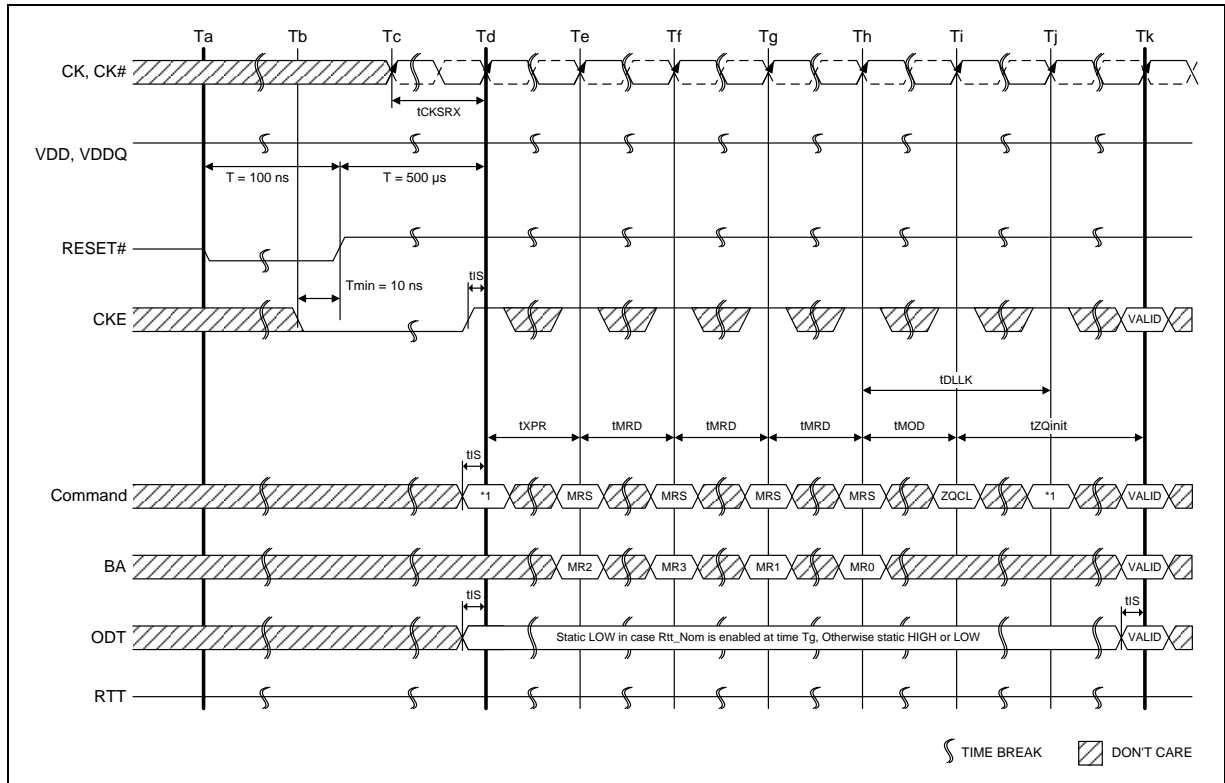 Ta Tb Tc Td Te Tf Tg Th Ti Tj Tk
CK, CK#
tCKSRX
VDD, VDDQ
T = 100 ns T = 500 µs
RESET#
Tmin = 10 ns tIS
CKE VALID
tDLLK
tXPR tMRD tMRD tMRD tMOD tZQinit
tIS
Command *1 MRS MRS MRS MRS ZQCL *1 VALID
BA MR2 MR3 MR1 MR0 VALID
tIS tIS
ODT Static LOW in case Rtt_Nom is enabled at time Tg, Otherwise static HIGH or LOW VALID
RTT
TIME BREAK DON'T CARE